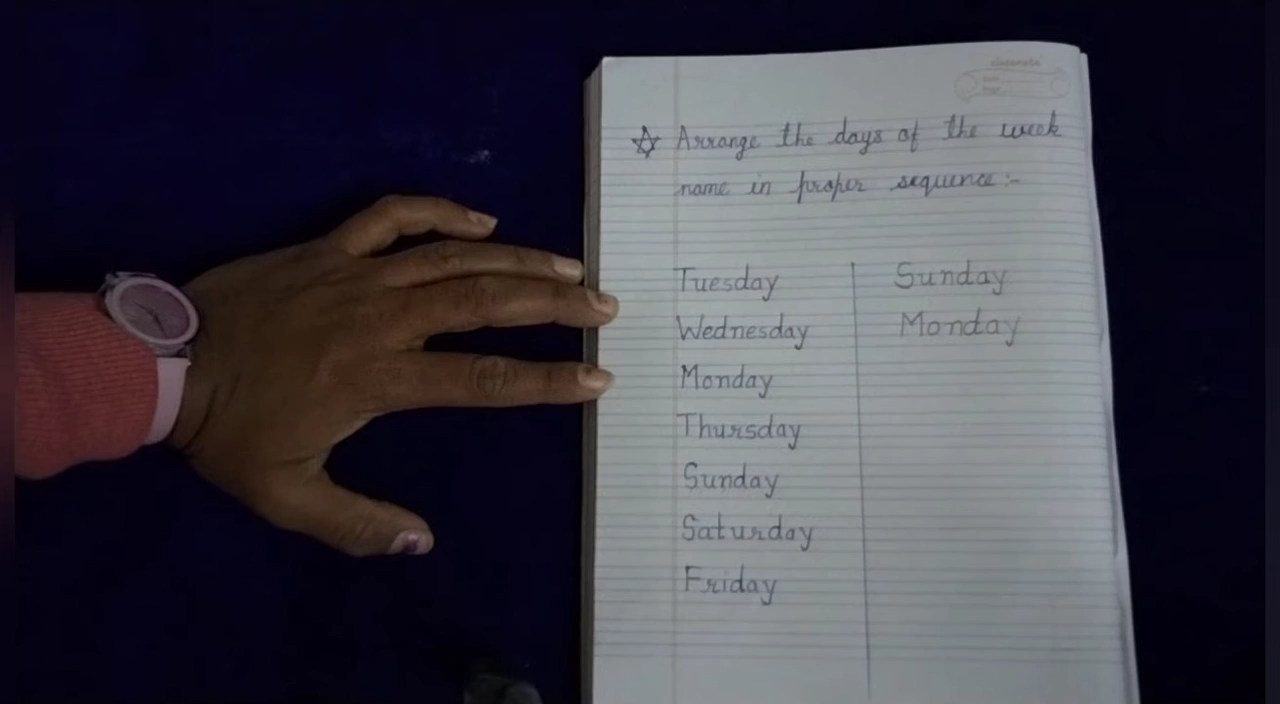 classmate
☆ Arrange the days of the week
name in proper sequence :-
Tuesday
Wednesday
Monday
Thursday
Sunday
Saturday
Friday
Sunday
Monday